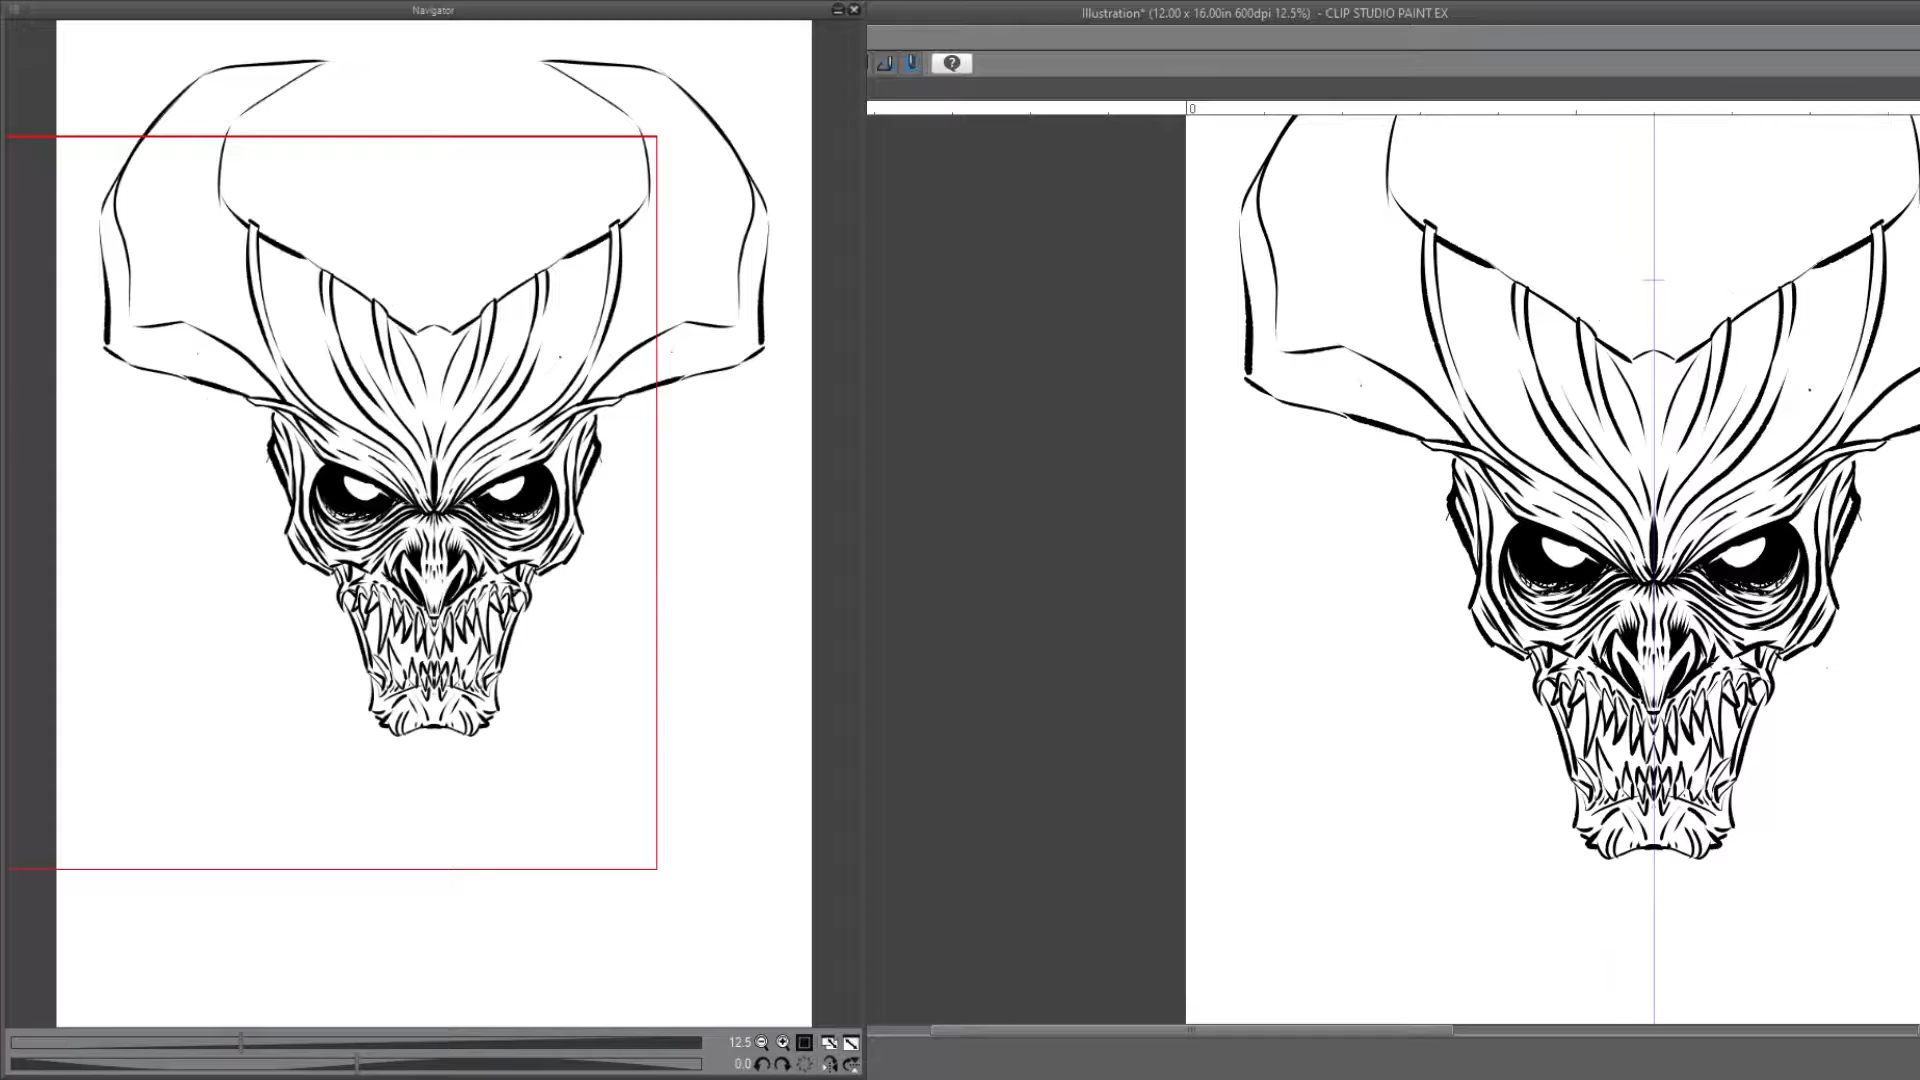 Navigator
Illustration* (12.00 x 16.00in 600dpi 12.5%) - CLIP STUDIO PAINT EX
0
12.5
0.0